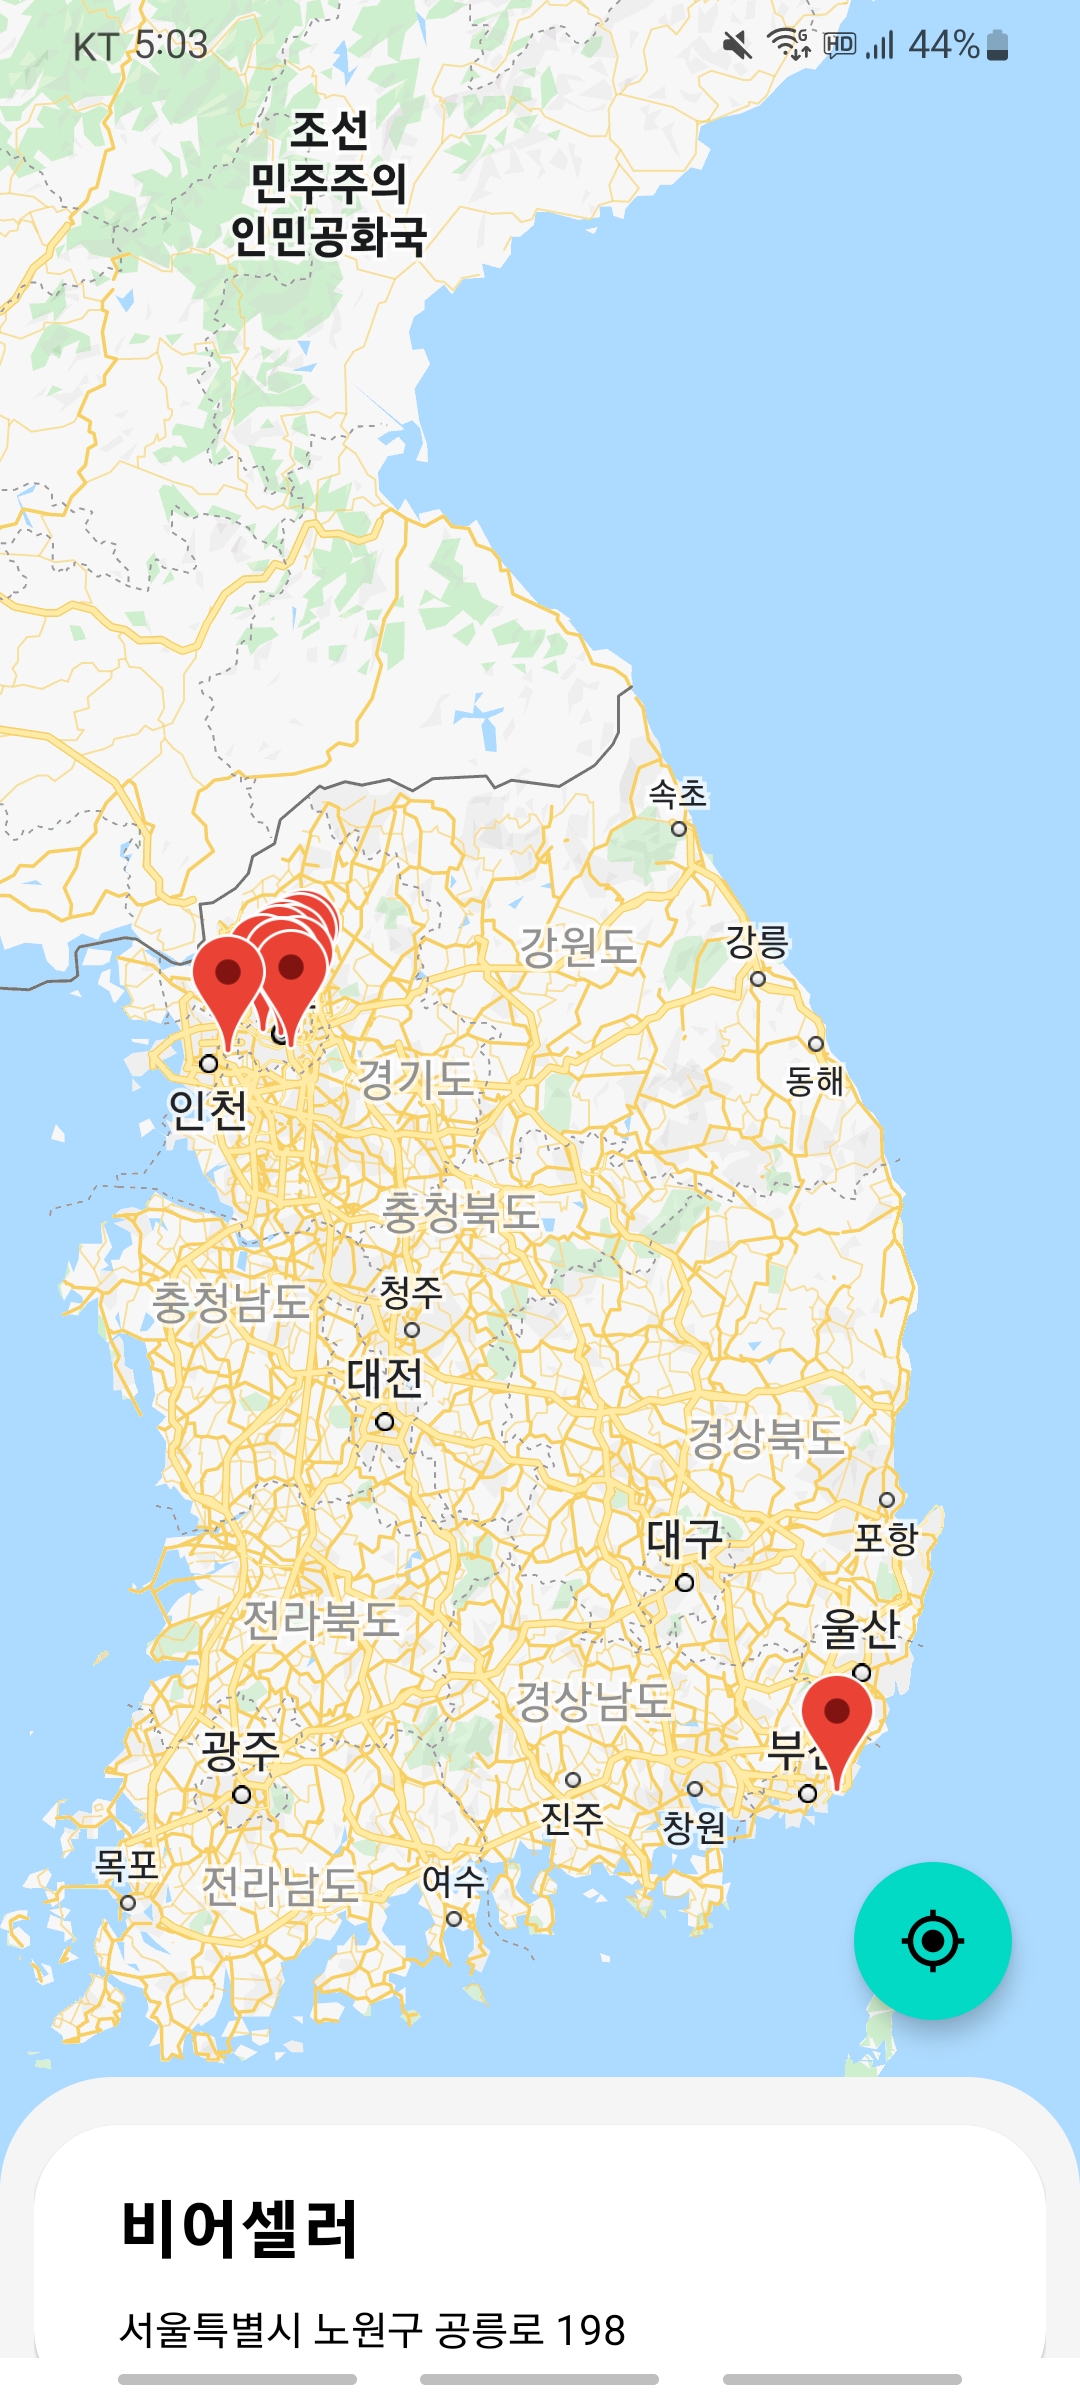 KT 5:03
G HD 44%
조선
민주주의
인민공화국
속초
강원도
강릉
동해
경기도
인천
충청북도
충청남도
청주
대전
경상북도
포항
대구
울산
전라북도
경상남도
광주
진주
창원
목포
전라남도
여수
비어셀러
서울특별시 노원구 공릉로 198